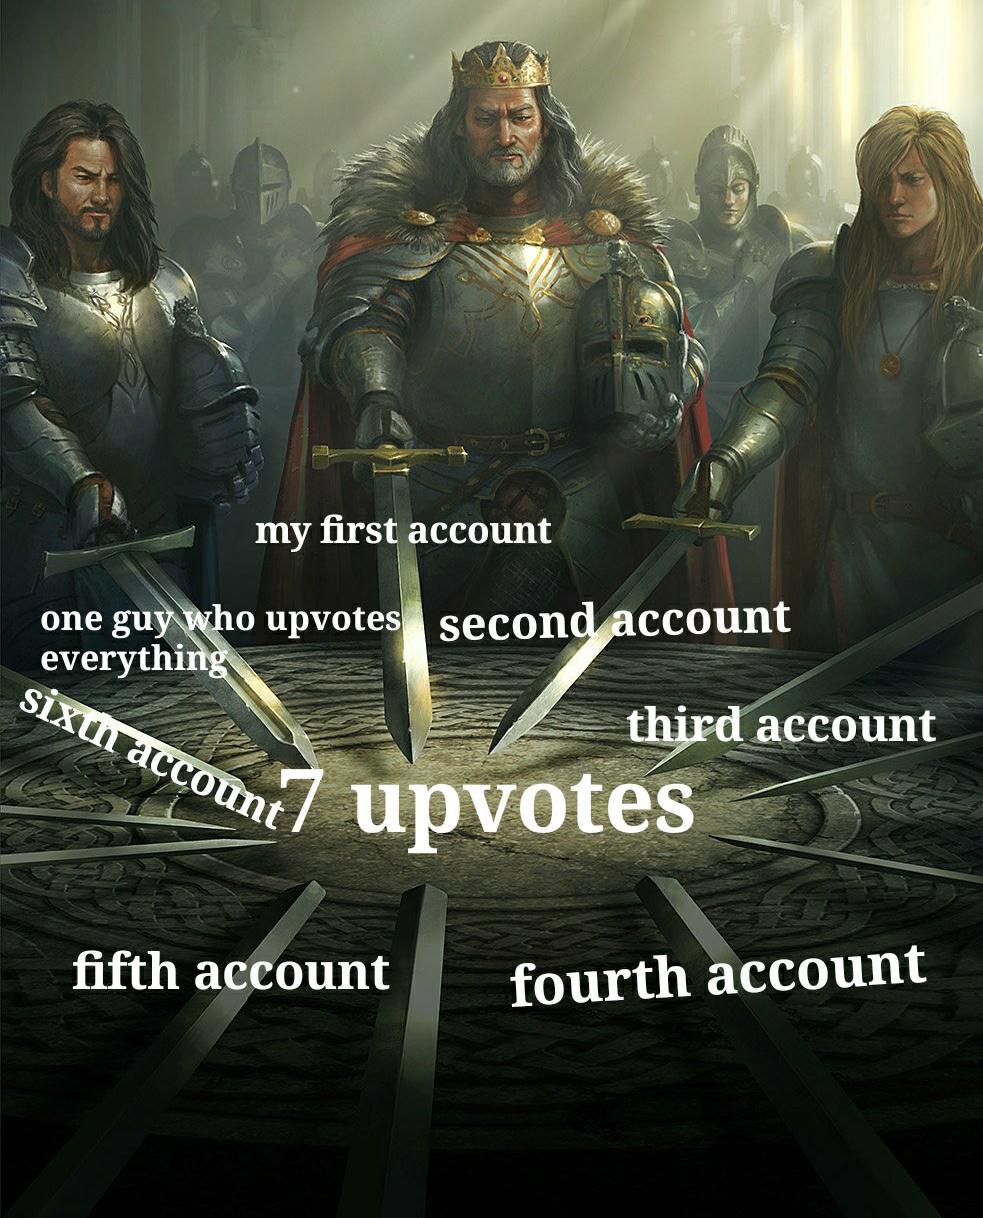 my first account
one guy who upvotes
everything
second account
sixth account
third account
7 upvotes
fifth account
fourth account